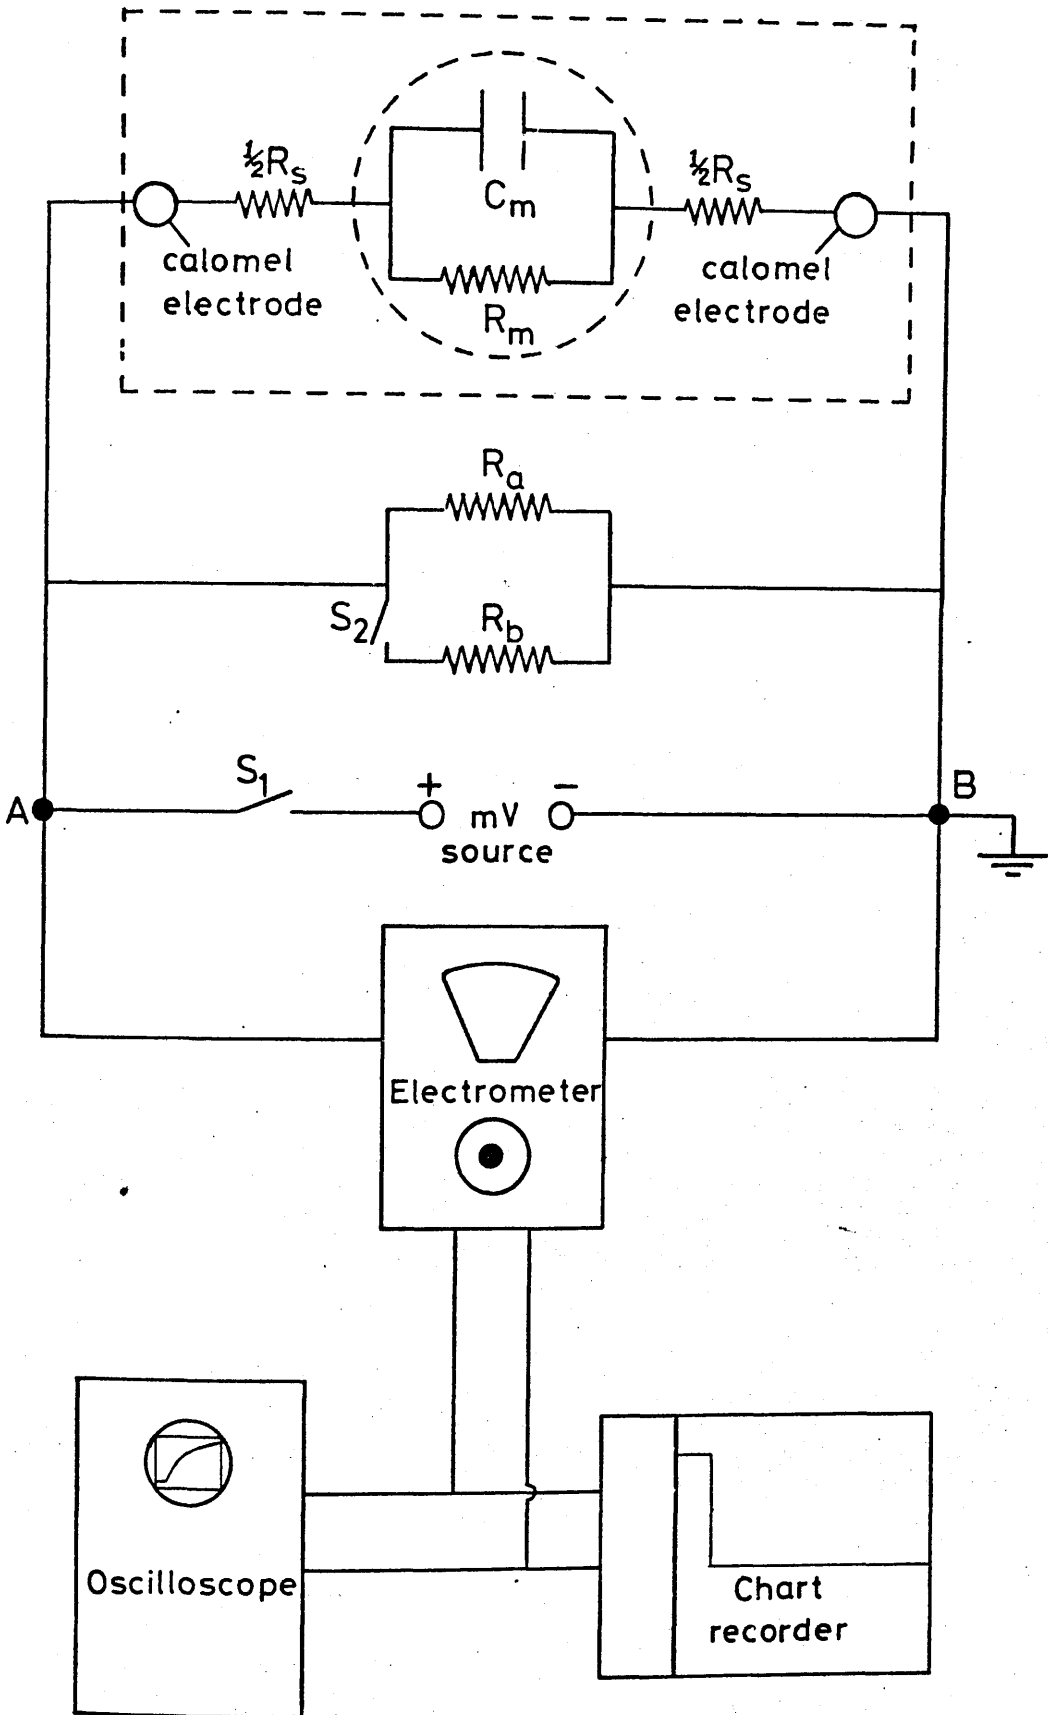 ½Rs
Cm
½Rs
calomel
electrode
calomel
electrode
Rm
Ra
S2
Rb
S1
+
−
A
mV
source
B
Electrometer
Oscilloscope
Chart
recorder